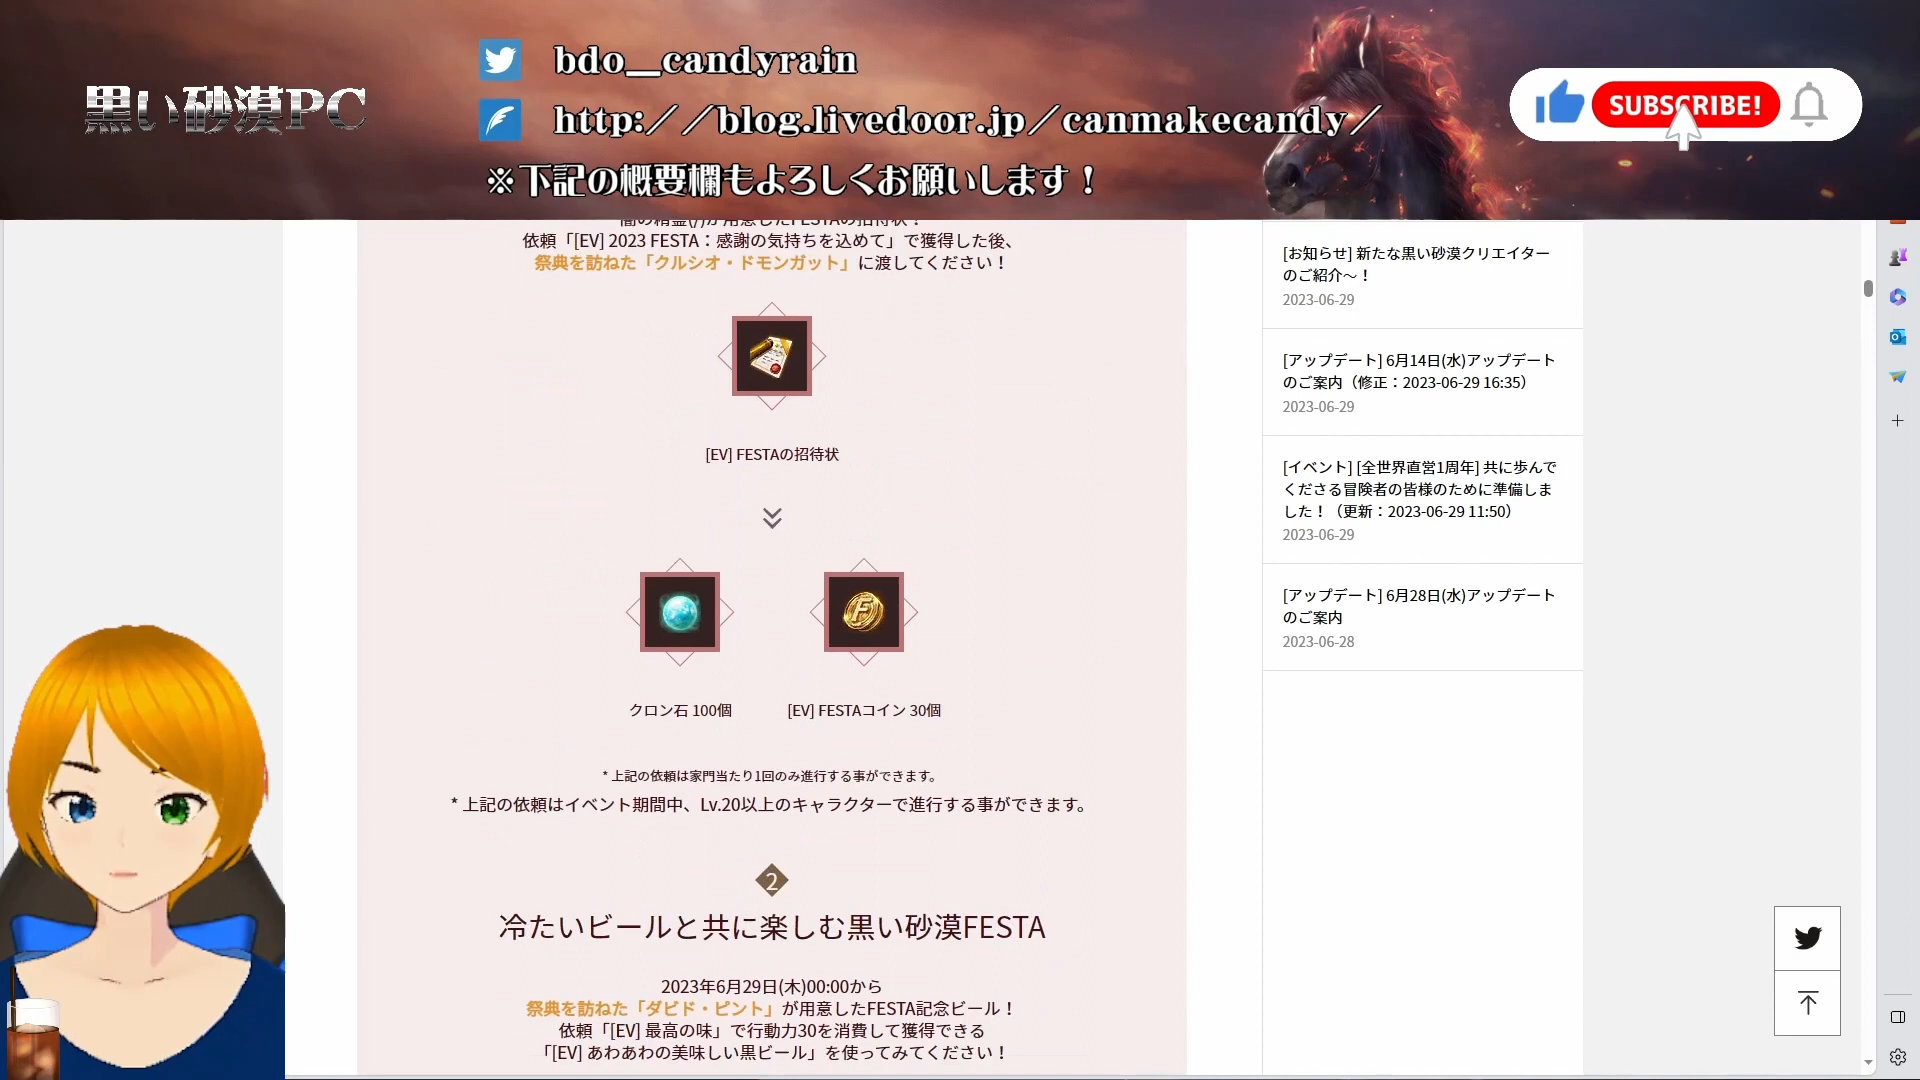 黒い砂漠PC
bdo__candyrain
http://blog.livedoor.jp/canmakecandy/
※下記の概要欄もよろしくお願いします！
SUBSCRIBE!
依頼「[EV] 2023 FESTA：感謝の気持ちを込めて」で獲得した後、
祭典を訪ねた「クルシオ・ドモンガット」に渡してください！
[EV] FESTAの招待状
クロン石 100個
[EV] FESTAコイン 30個
* 上記の依頼は家門当たり1回のみ進行する事ができます。
* 上記の依頼はイベント期間中、Lv.20以上のキャラクターで進行する事ができます。
2
冷たいビールと共に楽しむ黒い砂漠FESTA
2023年6月29日(木)00:00から
祭典を訪ねた「ダビド・ピント」が用意したFESTA記念ビール！
依頼「[EV] 最高の味」で行動力30を消費して獲得できる
「[EV] あわあわの美味しい黒ビール」を使ってみてください！
[お知らせ] 新たな黒い砂漠クリエイター
のご紹介～！
2023-06-29
[アップデート] 6月14日(水)アップデート
のご案内（修正：2023-06-29 16:35）
2023-06-29
[イベント] [全世界直営1周年] 共に歩んで
くださる冒険者の皆様のために準備しま
した！（更新：2023-06-29 11:50）
2023-06-29
[アップデート] 6月28日(水)アップデート
のご案内
2023-06-28